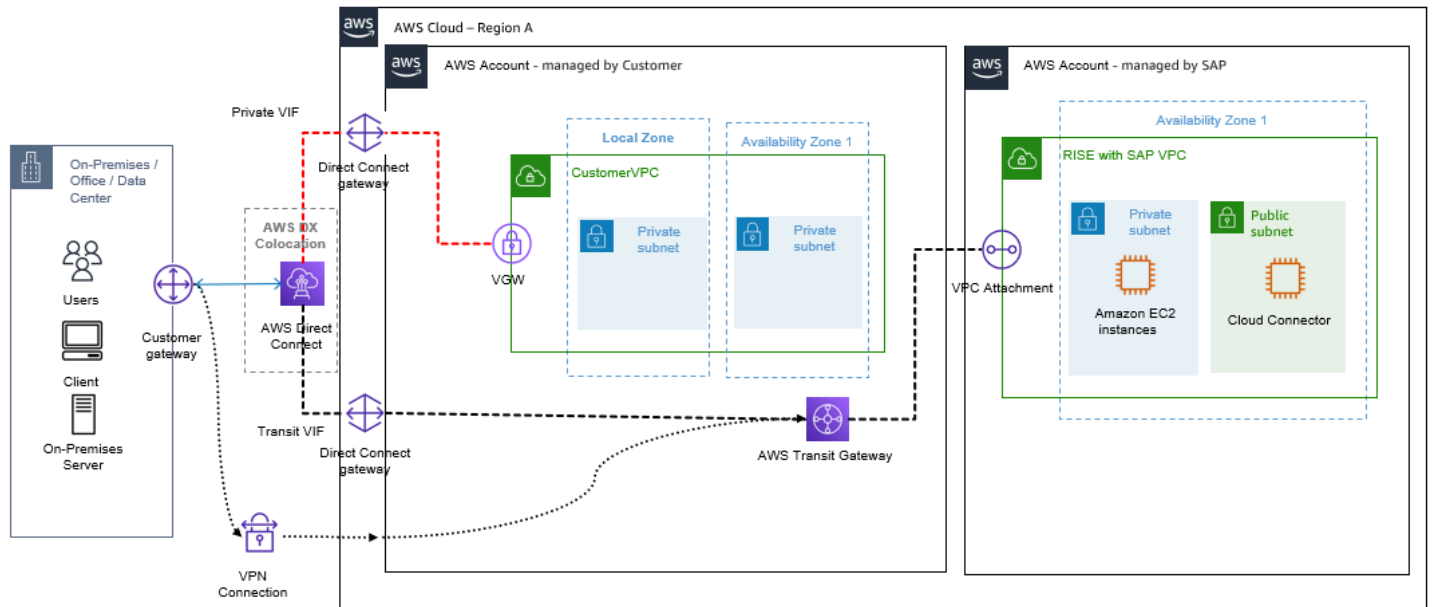 aws
AWS Cloud – Region A
aws
AWS Account - managed by Customer
aws
AWS Account - managed by SAP
Private VIF
Direct Connect
gateway
Local Zone
Availability Zone 1
Availability Zone 1
On-Premises /
Office / Data
Center
CustomerVPC
RISE with SAP VPC
AWS DX
Colocation
Private
subnet
Private
subnet
Private
subnet
Public
subnet
VGW
VPC Attachment
Users
Customer
gateway
AWS Direct
Connect
Amazon EC2
instances
Cloud Connector
Client
Transit VIF
Direct Connect
gateway
AWS Transit Gateway
On-Premises
Server
VPN
Connection